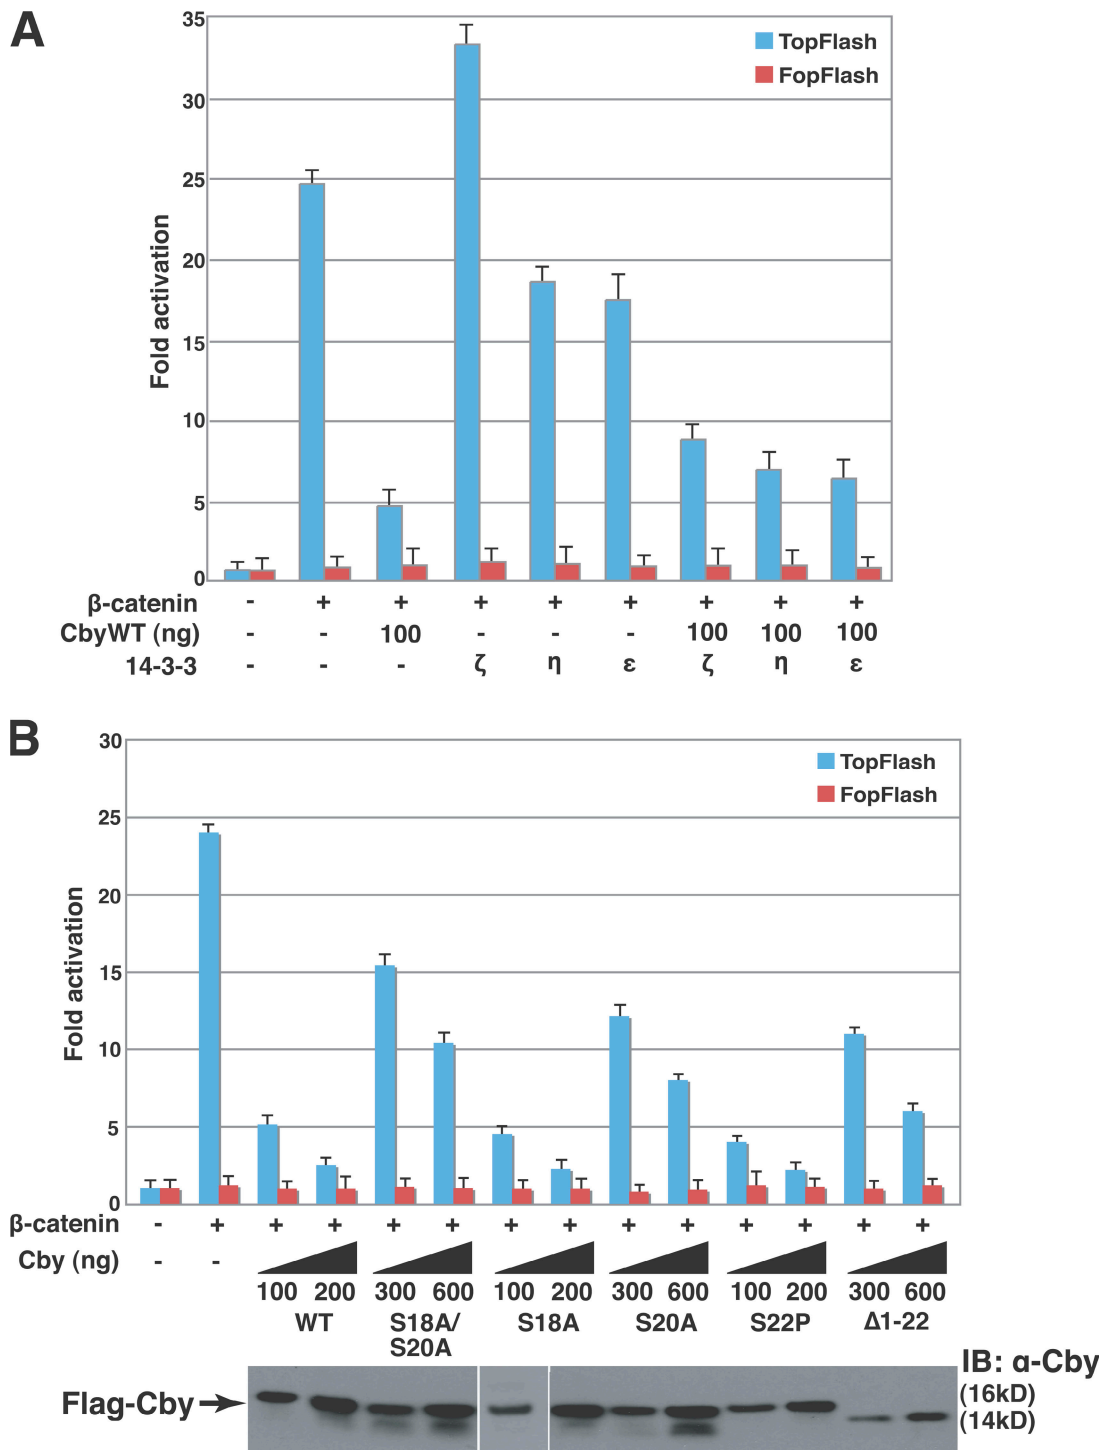 A
35
30
25
20
15
10
5
0
Fold activation
TopFlash
FopFlash
β-catenin - + + + + + + + +
CbyWT (ng) - - 100 - - - 100 100 100
14-3-3 - - - ζ η ε ζ η ε
B
30
25
20
15
10
5
0
Fold activation
TopFlash
FopFlash
β-catenin - + + + + + + + + + + + + +
Cby (ng) - -
100 200 300 600 100 200 300 600 100 200 300 600
WT S18A/ S18A S20A S22P Δ1-22
S20A
IB: α-Cby
Flag-Cby
(16kD)
(14kD)